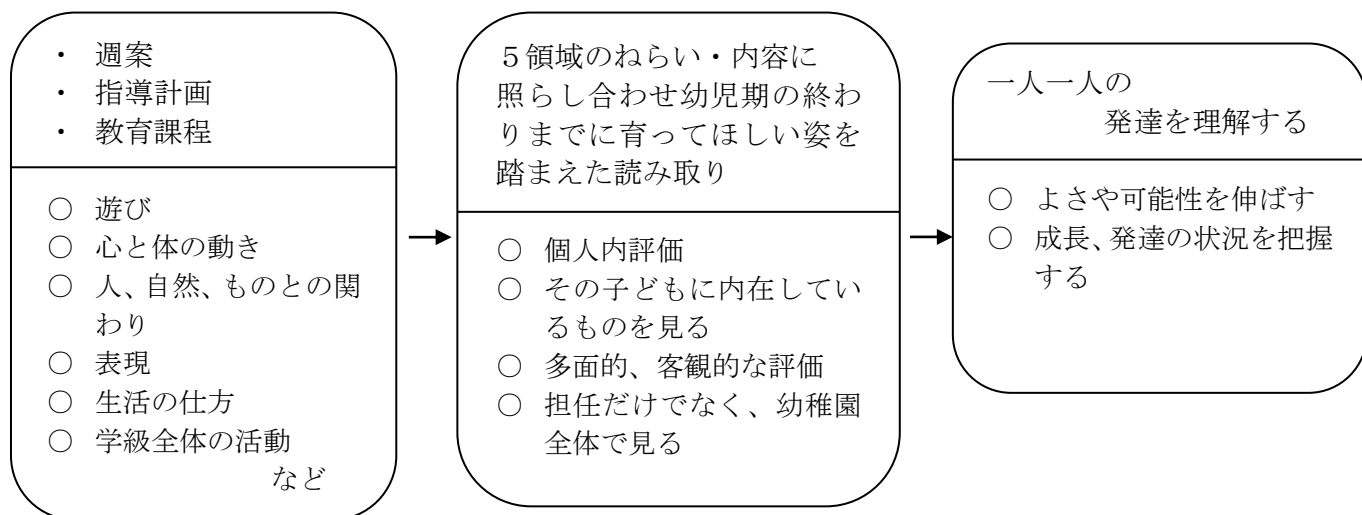 ・ 週案
・ 指導計画
・ 教育課程
○ 遊び
○ 心と体の動き
○ 人、自然、ものとの関
わり
○ 表現
○ 生活の仕方
○ 学級全体の活動
など
５領域のねらい・内容に
照らし合わせ幼児期の終わ
りまでに育ってほしい姿を
踏まえた読み取り
○ 個人内評価
○ その子どもに内在してい
るものを見る
○ 多面的、客観的な評価
○ 担任だけでなく、幼稚園
全体で見る
一人一人の
発達を理解する
○ よさや可能性を伸ばす
○ 成長、発達の状況を把握
する